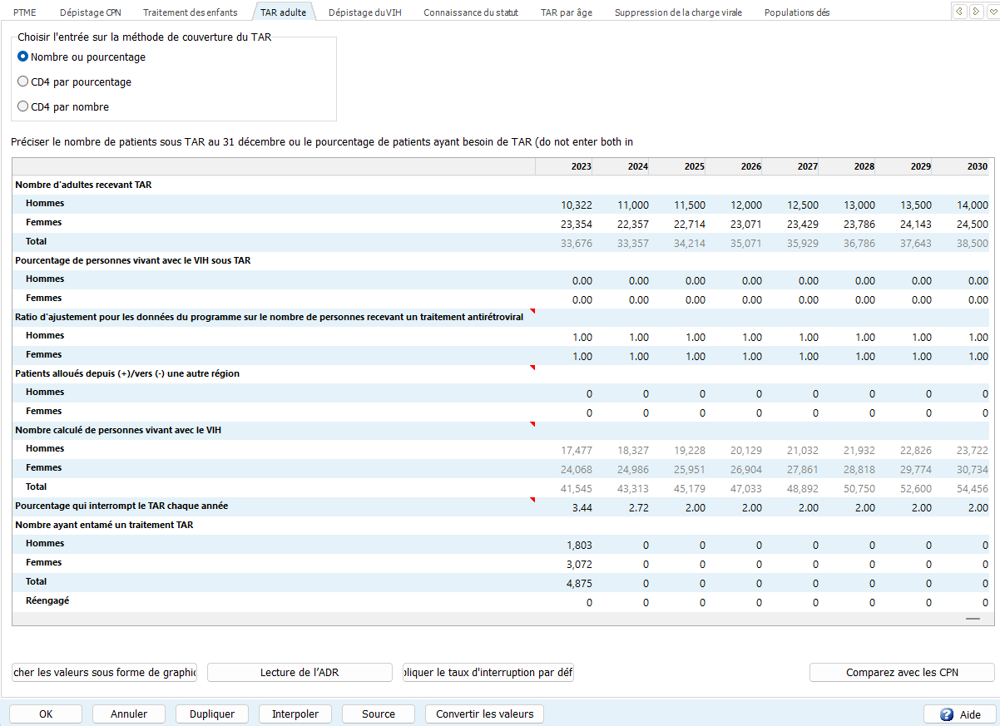 PTME Dépistage CPN Traitement des enfants TAR adulte Dépistage du VIH Connaissance du statut TAR par âge Suppression de la charge virale Populations dés
Choisir l'entrée sur la méthode de couverture du TAR
Nombre ou pourcentage
CD4 par pourcentage
CD4 par nombre
Préciser le nombre de patients sous TAR au 31 décembre ou le pourcentage de patients ayant besoin de TAR (do not enter both in
2023 2024 2025 2026 2027 2028 2029 2030
Nombre d'adultes recevant TAR
Hommes 10,322 11,000 11,500 12,000 12,500 13,000 13,500 14,000
Femmes 23,354 22,357 22,714 23,071 23,429 23,786 24,143 24,500
Total 33,676 33,357 34,214 35,071 35,929 36,786 37,643 38,500
Pourcentage de personnes vivant avec le VIH sous TAR
Hommes 0.00 0.00 0.00 0.00 0.00 0.00 0.00 0.00
Femmes 0.00 0.00 0.00 0.00 0.00 0.00 0.00 0.00
Ratio d'ajustement pour les données du programme sur le nombre de personnes recevant un traitement antirétroviral
Hommes 1.00 1.00 1.00 1.00 1.00 1.00 1.00 1.00
Femmes 1.00 1.00 1.00 1.00 1.00 1.00 1.00 1.00
Patients alloués depuis (+)/vers (-) une autre région
Hommes 0 0 0 0 0 0 0 0
Femmes 0 0 0 0 0 0 0 0
Nombre calculé de personnes vivant avec le VIH
Hommes 17,477 18,327 19,228 20,129 21,032 21,932 22,826 23,722
Femmes 24,068 24,986 25,951 26,904 27,861 28,818 29,774 30,734
Total 41,545 43,313 45,179 47,033 48,892 50,750 52,600 54,456
Pourcentage qui interrompt le TAR chaque année 3.44 2.72 2.00 2.00 2.00 2.00 2.00 2.00
Nombre ayant entamé un traitement TAR
Hommes 1,803 0 0 0 0 0 0 0
Femmes 3,072 0 0 0 0 0 0 0
Total 4,875 0 0 0 0 0 0 0
Réengagé 0 0 0 0 0 0 0 0
cher les valeurs sous forme de graphic Lecture de l'ADR pliquer le taux d'interruption par déf Comparez avec les CPN
OK Annuler Dupliquer Interpoler Source Convertir les valeurs Aide